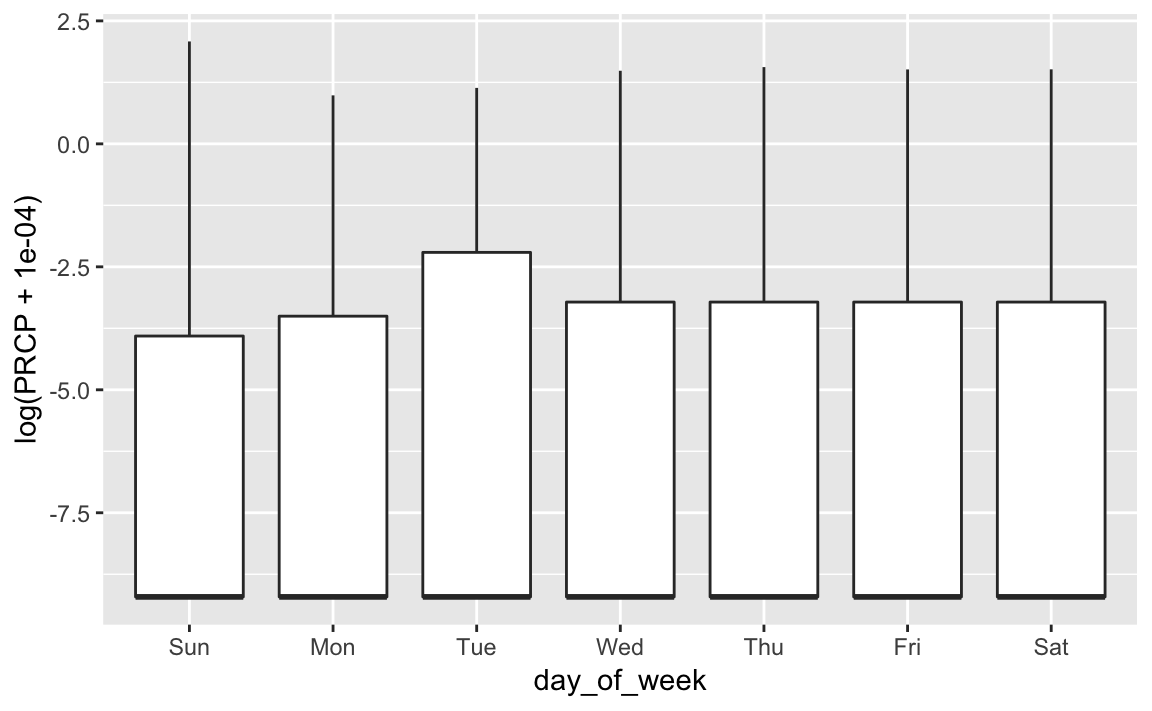 log(PRCP + 1e-04)
2.5
0.0
-2.5
-5.0
-7.5
Sun Mon Tue Wed Thu Fri Sat
day_of_week